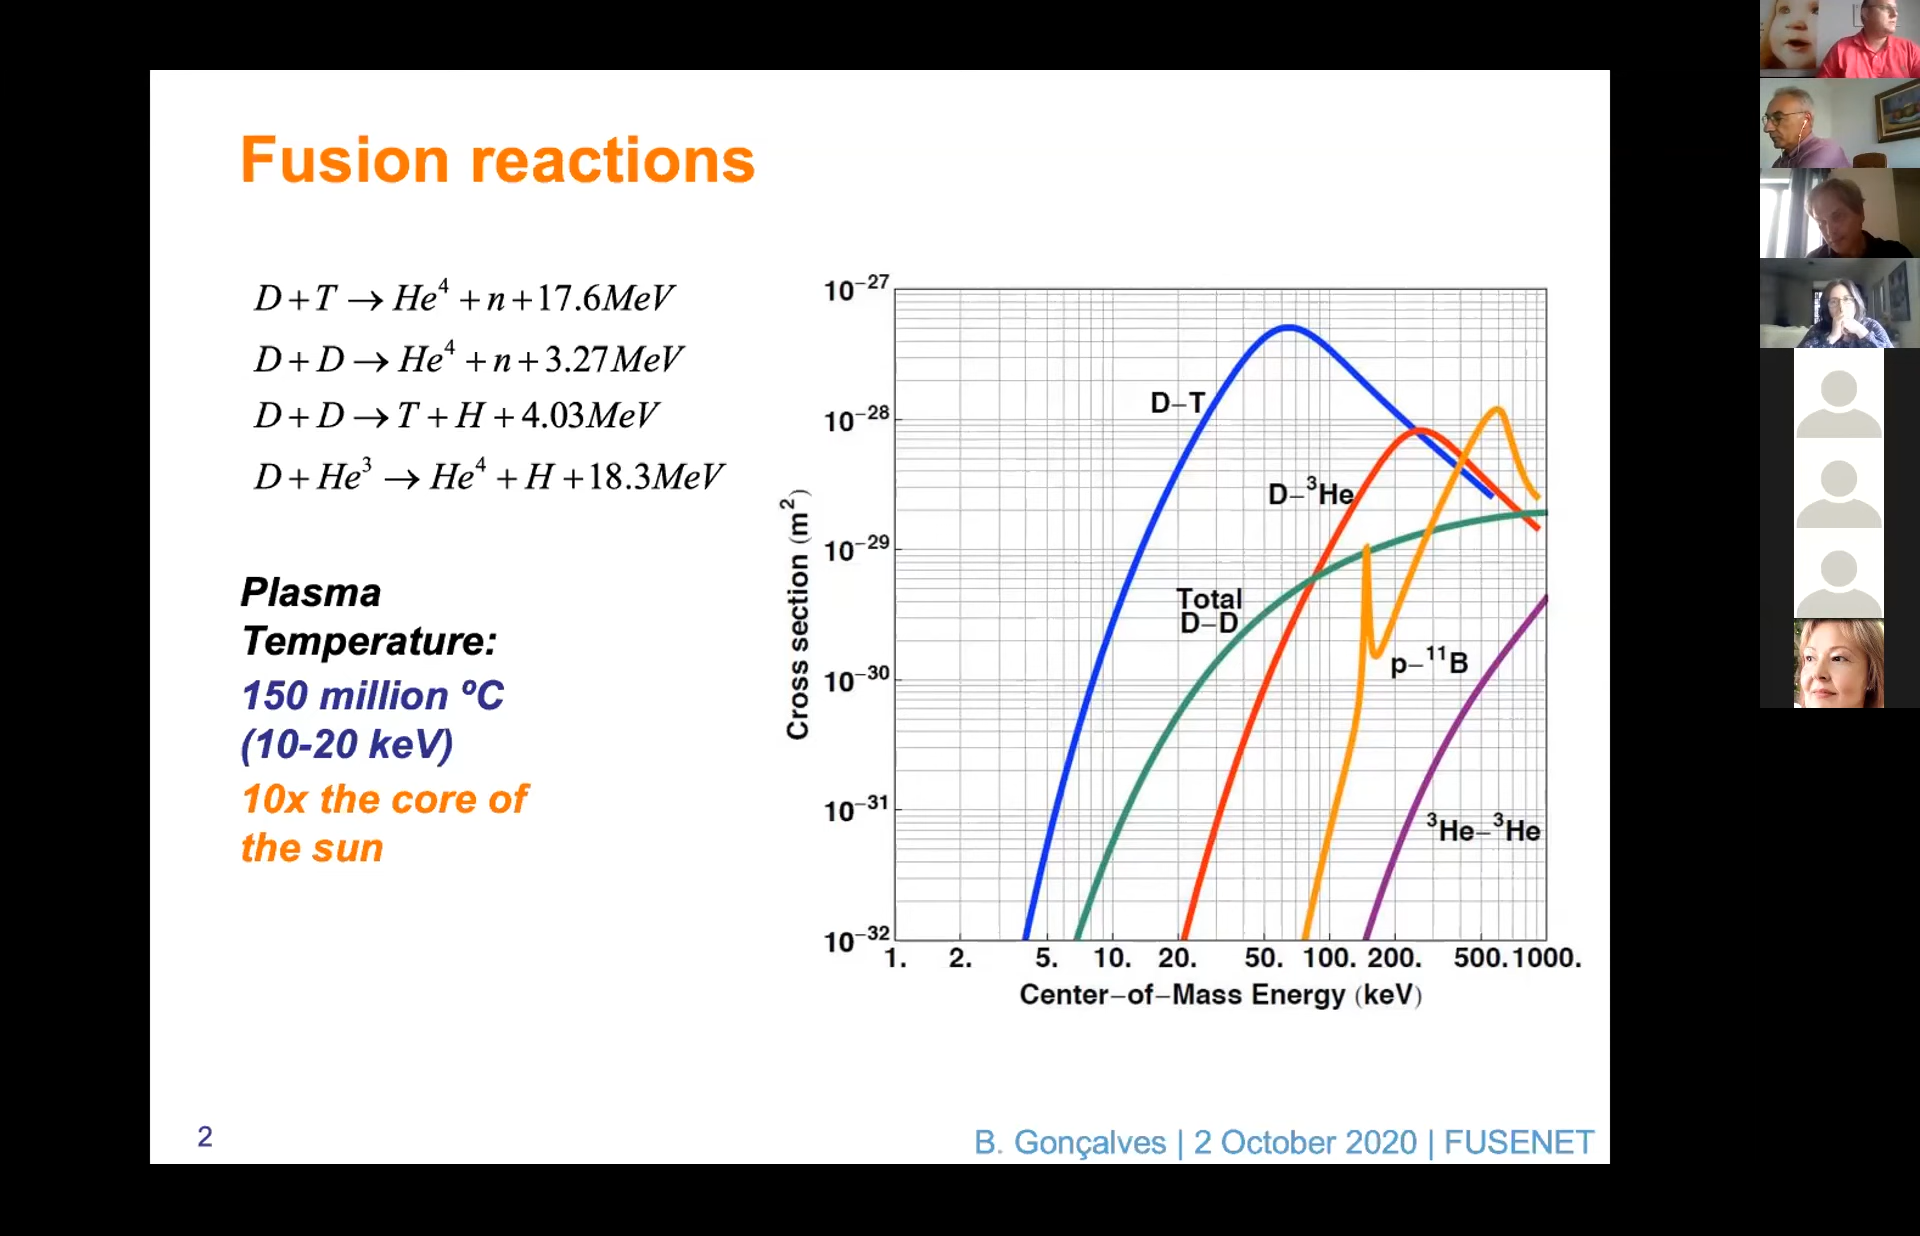 Fusion reactions
D + T → He⁴ + n + 17.6MeV
D + D → He⁴ + n + 3.27MeV
D + D → T + H + 4.03MeV
D + He³ → He⁴ + H + 18.3MeV
Plasma
Temperature:
150 million ºC
(10-20 keV)
10x the core of
the sun
Cross section (m²)
10⁻²⁷
10⁻²⁸
10⁻²⁹
10⁻³⁰
10⁻³¹
10⁻³²
D–T
D–³He
Total
D–D
p–¹¹B
³He–³He
1. 2. 5. 10. 20. 50. 100. 200. 500. 1000.
Center–of–Mass Energy (keV)
2
B. Gonçalves | 2 October 2020 | FUSENET